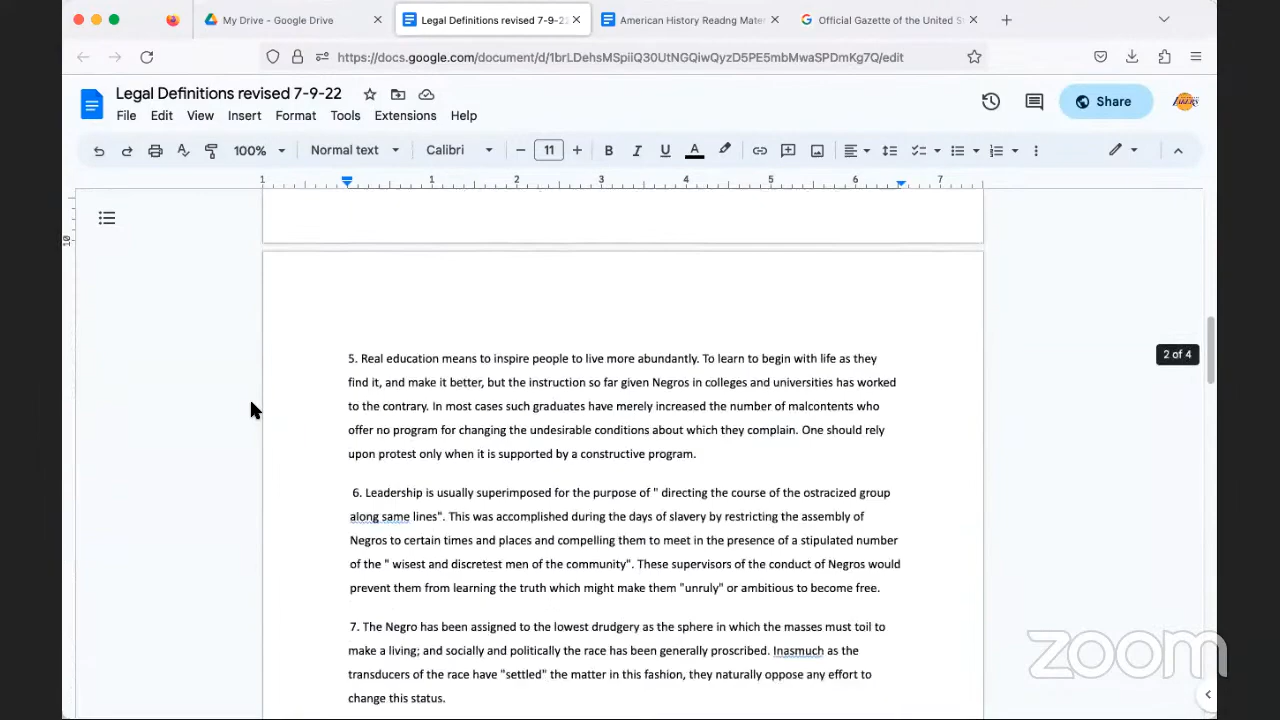 My Drive - Google Drive
Legal Definitions revised 7-9-22
American History Readng Mater
Official Gazette of the United S
https://docs.google.com/document/d/1brLDehsMSpiiQ30UtNGQiwQyzD5PE5mbMwaSPDmKg7Q/edit
Legal Definitions revised 7-9-22
File Edit View Insert Format Tools Extensions Help
Share
100% Normal text Calibri 11 B I U A
1 1 2 3 4 5 6 7
10
2 of 4
5. Real education means to inspire people to live more abundantly. To learn to begin with life as they
find it, and make it better, but the instruction so far given Negros in colleges and universities has worked
to the contrary. In most cases such graduates have merely increased the number of malcontents who
offer no program for changing the undesirable conditions about which they complain. One should rely
upon protest only when it is supported by a constructive program.
6. Leadership is usually superimposed for the purpose of " directing the course of the ostracized group
along same lines". This was accomplished during the days of slavery by restricting the assembly of
Negros to certain times and places and compelling them to meet in the presence of a stipulated number
of the " wisest and discretest men of the community". These supervisors of the conduct of Negros would
prevent them from learning the truth which might make them "unruly" or ambitious to become free.
7. The Negro has been assigned to the lowest drudgery as the sphere in which the masses must toil to
make a living; and socially and politically the race has been generally proscribed. Inasmuch as the
transducers of the race have "settled" the matter in this fashion, they naturally oppose any effort to
change this status.
zoom